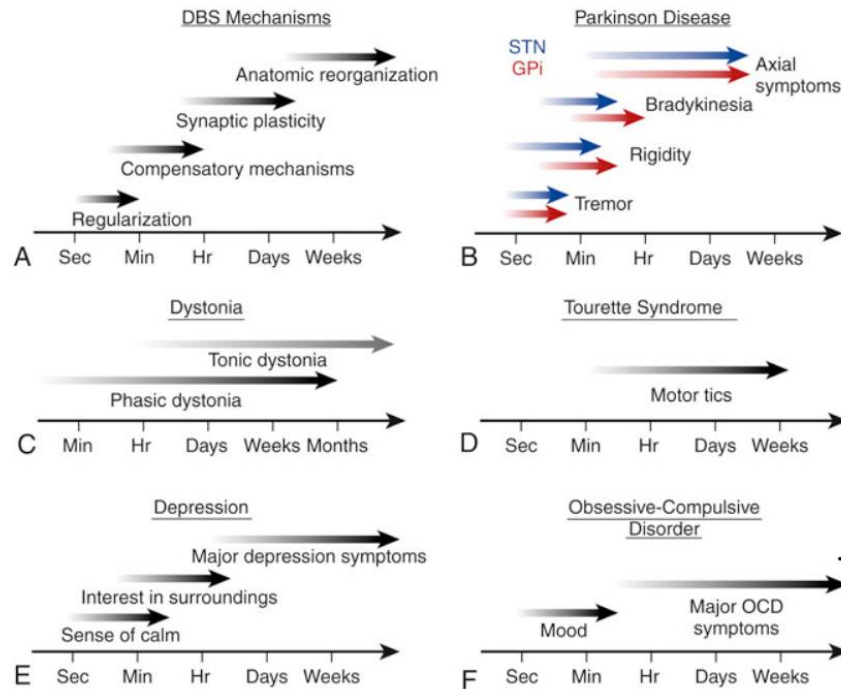 DBS Mechanisms
Anatomic reorganization
Synaptic plasticity
Compensatory mechanisms
Regularization
A
Sec Min Hr Days Weeks
Parkinson Disease
STN
GPi
Axial
symptoms
Bradykinesia
Rigidity
Tremor
B
Sec Min Hr Days Weeks
Dystonia
Tonic dystonia
Phasic dystonia
C
Min Hr Days Weeks Months
Tourette Syndrome
Motor tics
D
Sec Min Hr Days Weeks
Depression
Major depression symptoms
Interest in surroundings
Sense of calm
E
Sec Min Hr Days Weeks
Obsessive-Compulsive
Disorder
Major OCD
symptoms
Mood
F
Sec Min Hr Days Weeks